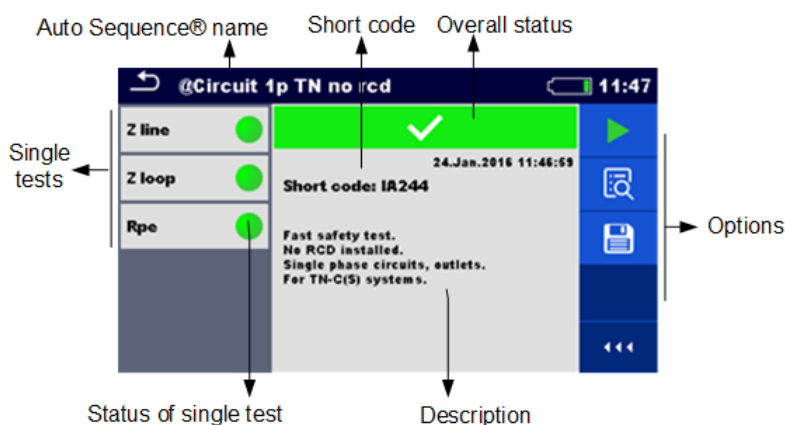 Auto Sequence® name
Short code
Overall status
@Circuit 1p TN no rcd
11:47
Z line
Z loop
Rpe
24.Jan.2016 11:46:59
Short code: IA244
Fast safety test.
No RCD installed.
Single phase circuits, outlets.
For TN-C(S) systems.
Single
tests
Options
Status of single test
Description